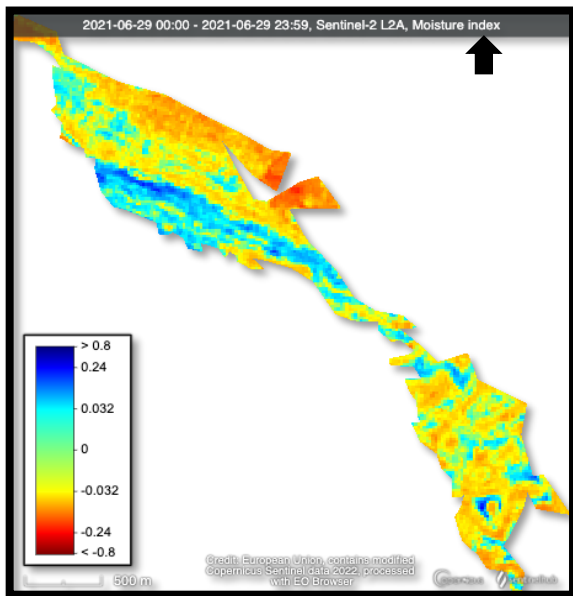 2021-06-29 00:00 - 2021-06-29 23:59, Sentinel-2 L2A, Moisture index
> 0.8
0.24
0.032
0
-0.032
-0.24
< -0.8
500 m
Credit: European Union, contains modified
Copernicus Sentinel data 2022, processed
with EO Browser